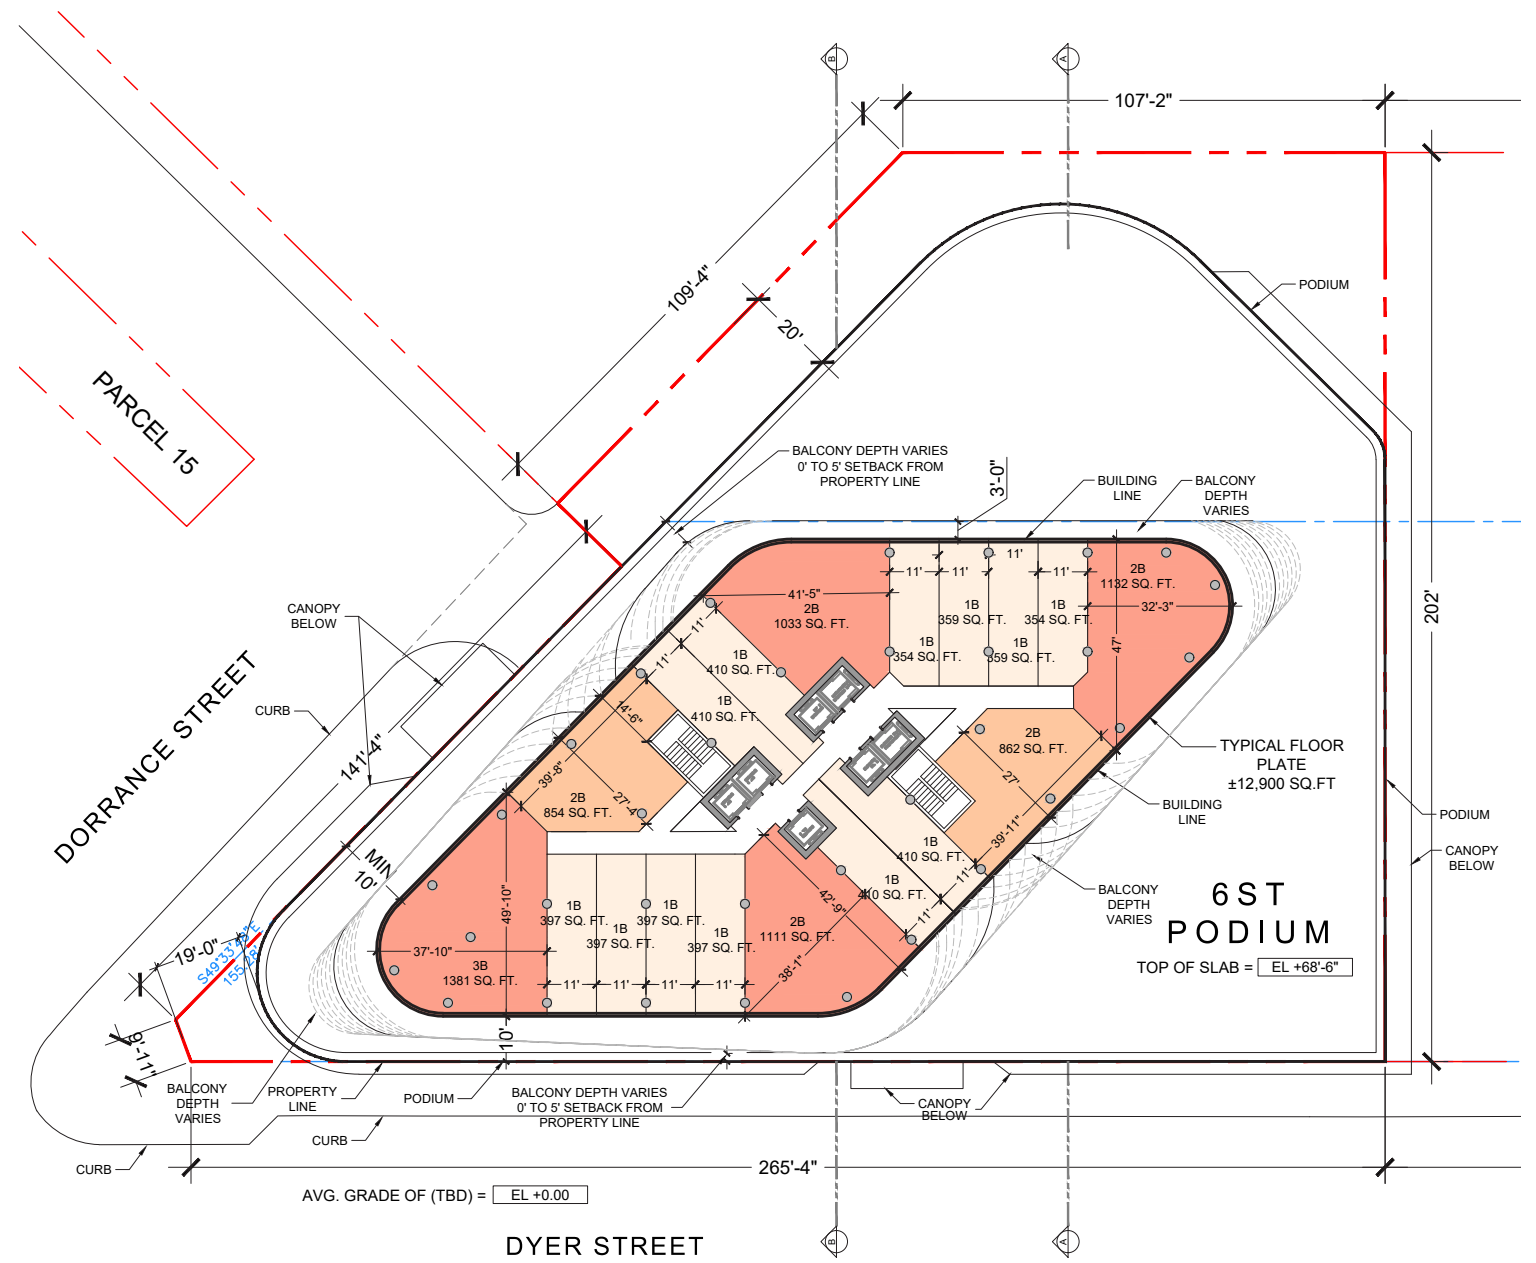 B
A
107'-2"
109'-4"
20'
PODIUM
PARCEL 15
BALCONY DEPTH VARIES
0' TO 5' SETBACK FROM
PROPERTY LINE
3'-0"
BUILDING
LINE
BALCONY
DEPTH
VARIES
202'
11'
11'
11'
11'
2B
1132 SQ. FT.
32'-3"
47'
41'-5"
2B
1033 SQ. FT.
1B
359 SQ. FT.
1B
354 SQ. FT.
1B
354 SQ. FT.
1B
359 SQ. FT.
11'
11'
1B
410 SQ. FT.
1B
410 SQ. FT.
CANOPY
BELOW
CURB
DORRANCE STREET
141'-4"
14'-6"
39'-8"
27'-4
2B
854 SQ. FT.
2B
862 SQ. FT.
27'
39'-11"
TYPICAL FLOOR
PLATE
±12,900 SQ.FT
BUILDING
LINE
PODIUM
CANOPY
BELOW
MIN
10'
1B
410 SQ. FT.
1B
410 SQ. FT.
11'
11'
BALCONY
DEPTH
VARIES
6ST
PODIUM
TOP OF SLAB = EL +68'-6"
49'-10"
37'-10"
3B
1381 SQ. FT.
1B
397 SQ. FT.
1B
397 SQ. FT.
1B
397 SQ. FT.
1B
397 SQ. FT.
11'
11'
11'
11'
42'-9"
2B
1111 SQ. FT.
38'-1"
19'-0"
S49°33'49"E
155.28'
9'-11"
10'
BALCONY
DEPTH
VARIES
PROPERTY
LINE
PODIUM
BALCONY DEPTH VARIES
0' TO 5' SETBACK FROM
PROPERTY LINE
CANOPY
BELOW
CURB
CURB
265'-4"
AVG. GRADE OF (TBD) = EL +0.00
DYER STREET
B
A